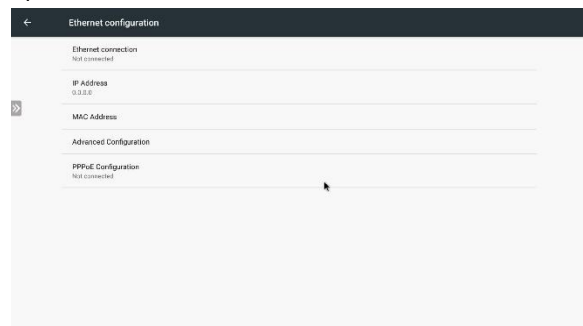 Ethernet configuration
Ethernet connection
Not connected
IP Address
0.0.0.0
MAC Address
Advanced Configuration
PPPoE Configuration
Not connected